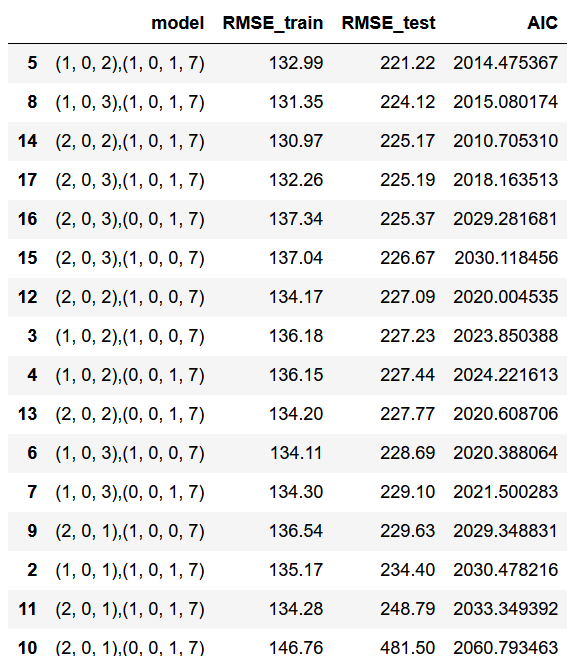 model RMSE_train RMSE_test AIC
5 (1, 0, 2),(1, 0, 1, 7) 132.99 221.22 2014.475367
8 (1, 0, 3),(1, 0, 1, 7) 131.35 224.12 2015.080174
14 (2, 0, 2),(1, 0, 1, 7) 130.97 225.17 2010.705310
17 (2, 0, 3),(1, 0, 1, 7) 132.26 225.19 2018.163513
16 (2, 0, 3),(0, 0, 1, 7) 137.34 225.37 2029.281681
15 (2, 0, 3),(1, 0, 0, 7) 137.04 226.67 2030.118456
12 (2, 0, 2),(1, 0, 0, 7) 134.17 227.09 2020.004535
3 (1, 0, 2),(1, 0, 0, 7) 136.18 227.23 2023.850388
4 (1, 0, 2),(0, 0, 1, 7) 136.15 227.44 2024.221613
13 (2, 0, 2),(0, 0, 1, 7) 134.20 227.77 2020.608706
6 (1, 0, 3),(1, 0, 0, 7) 134.11 228.69 2020.388064
7 (1, 0, 3),(0, 0, 1, 7) 134.30 229.10 2021.500283
9 (2, 0, 1),(1, 0, 0, 7) 136.54 229.63 2029.348831
2 (1, 0, 1),(1, 0, 1, 7) 135.17 234.40 2030.478216
11 (2, 0, 1),(1, 0, 1, 7) 134.28 248.79 2033.349392
10 (2, 0, 1),(0, 0, 1, 7) 146.76 481.50 2060.793463